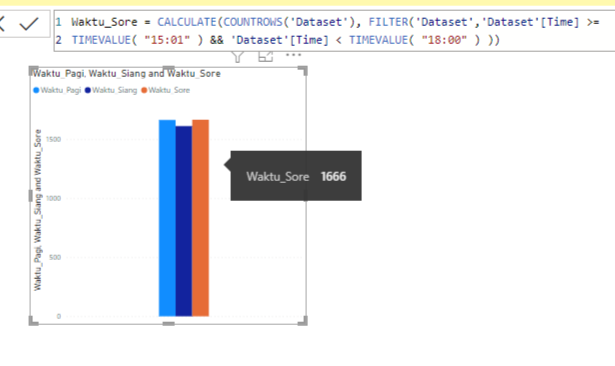 1 Waktu_Sore = CALCULATE(COUNTROWS('Dataset'), FILTER('Dataset','Dataset'[Time] >=
2 TIMEVALUE( "15:01" ) && 'Dataset'[Time] < TIMEVALUE( "18:00" ) ))
Waktu_Pagi, Waktu_Siang and Waktu_Sore
Waktu_Pagi Waktu_Siang Waktu_Sore
Waktu_Pagi, Waktu_Siang and Waktu_Sore
1500
1000
500
0
Waktu_Sore 1666